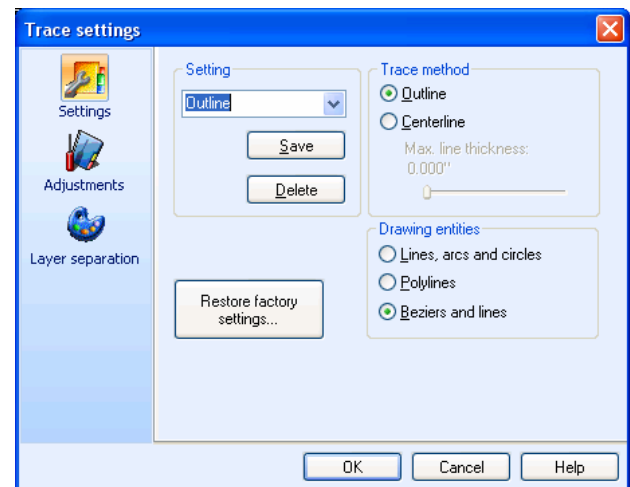 Trace settings
Settings
Adjustments
Layer separation
Setting
Outline
Save
Delete
Restore factory
settings...
Trace method
Outline
Centerline
Max. line thickness:
0.000"
Drawing entities
Lines, arcs and circles
Polylines
Beziers and lines
OK
Cancel
Help